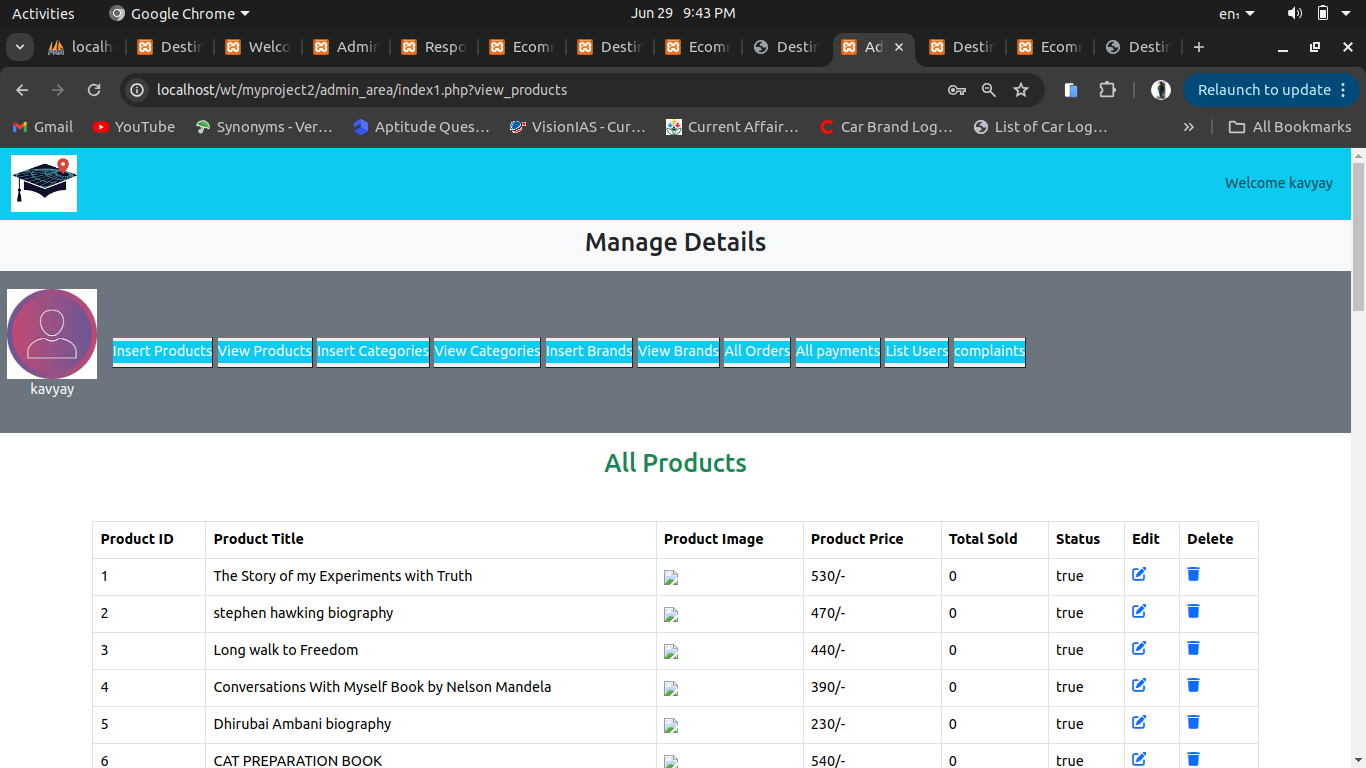 Activities Google Chrome Jun 29 9:43 PM en₁
localh Destir Welco Admir Respo Ecomr Destir Ecomr Destir Ad Destir Ecomr Destir
localhost/wt/myproject2/admin_area/index1.php?view_products Relaunch to update
Gmail YouTube Synonyms - Ver... Aptitude Ques... VisionIAS - Cur... Current Affair... Car Brand Log... List of Car Log... » All Bookmarks
Welcome kavyay
Manage Details
Insert Products View Products Insert Categories View Categories Insert Brands View Brands All Orders All payments List Users complaints
kavyay
All Products
Product ID Product Title Product Image Product Price Total Sold Status Edit Delete
1 The Story of my Experiments with Truth 530/- 0 true
2 stephen hawking biography 470/- 0 true
3 Long walk to Freedom 440/- 0 true
4 Conversations With Myself Book by Nelson Mandela 390/- 0 true
5 Dhirubai Ambani biography 230/- 0 true
6 CAT PREPARATION BOOK 540/- 0 true